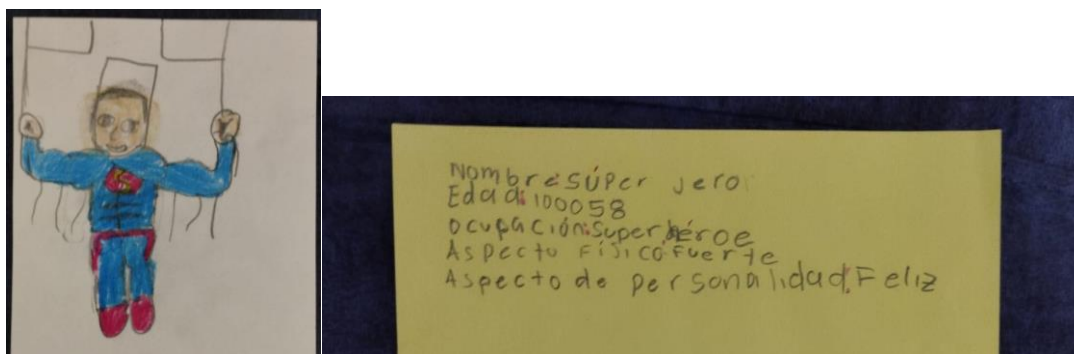 S
Nombre:SÚPer Jero
Edad:100058
ocupación:Superhéroe
Aspecto Físico:Fuerte
Aspecto de personalidad:Feliz